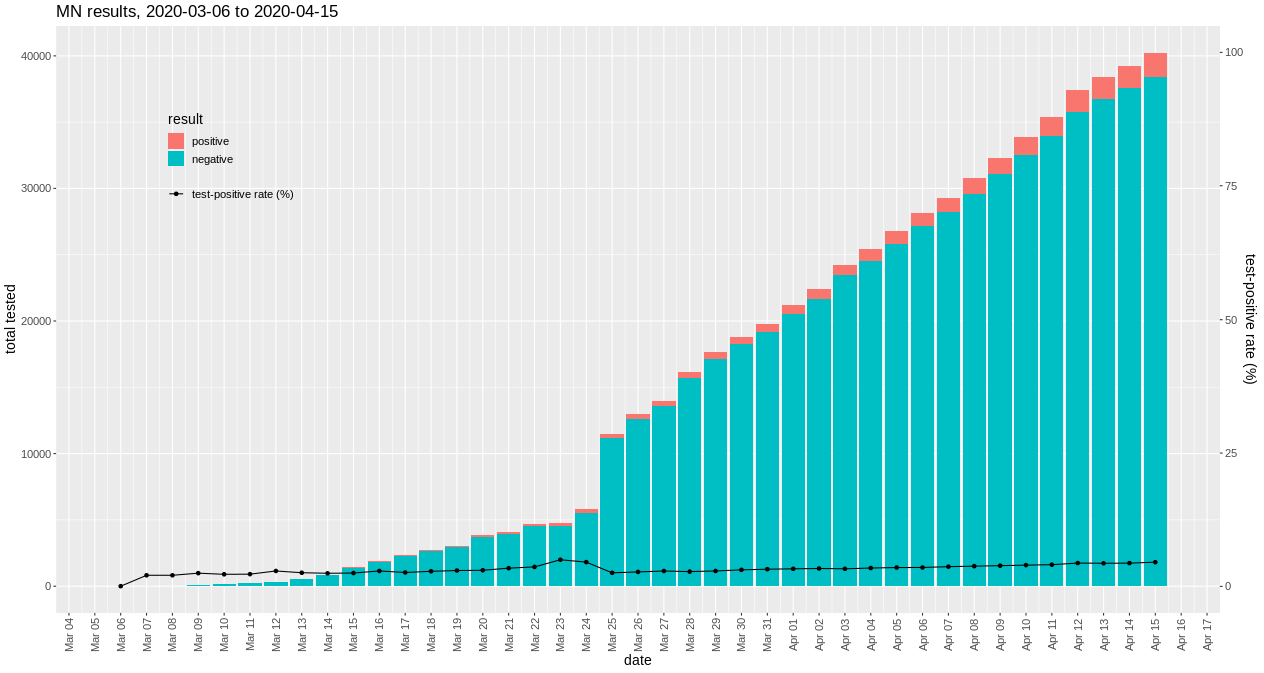 MN results, 2020-03-06 to 2020-04-15
40000
30000
20000
10000
0
total tested
result
positive
negative
test-positive rate (%)
100
75
50
25
0
test-positive rate (%)
Mar 04
Mar 05
Mar 06
Mar 07
Mar 08
Mar 09
Mar 10
Mar 11
Mar 12
Mar 13
Mar 14
Mar 15
Mar 16
Mar 17
Mar 18
Mar 19
Mar 20
Mar 21
Mar 22
Mar 23
Mar 24
Mar 25
Mar 26
Mar 27
Mar 28
Mar 29
Mar 30
Mar 31
Apr 01
Apr 02
Apr 03
Apr 04
Apr 05
Apr 06
Apr 07
Apr 08
Apr 09
Apr 10
Apr 11
Apr 12
Apr 13
Apr 14
Apr 15
Apr 16
Apr 17
date